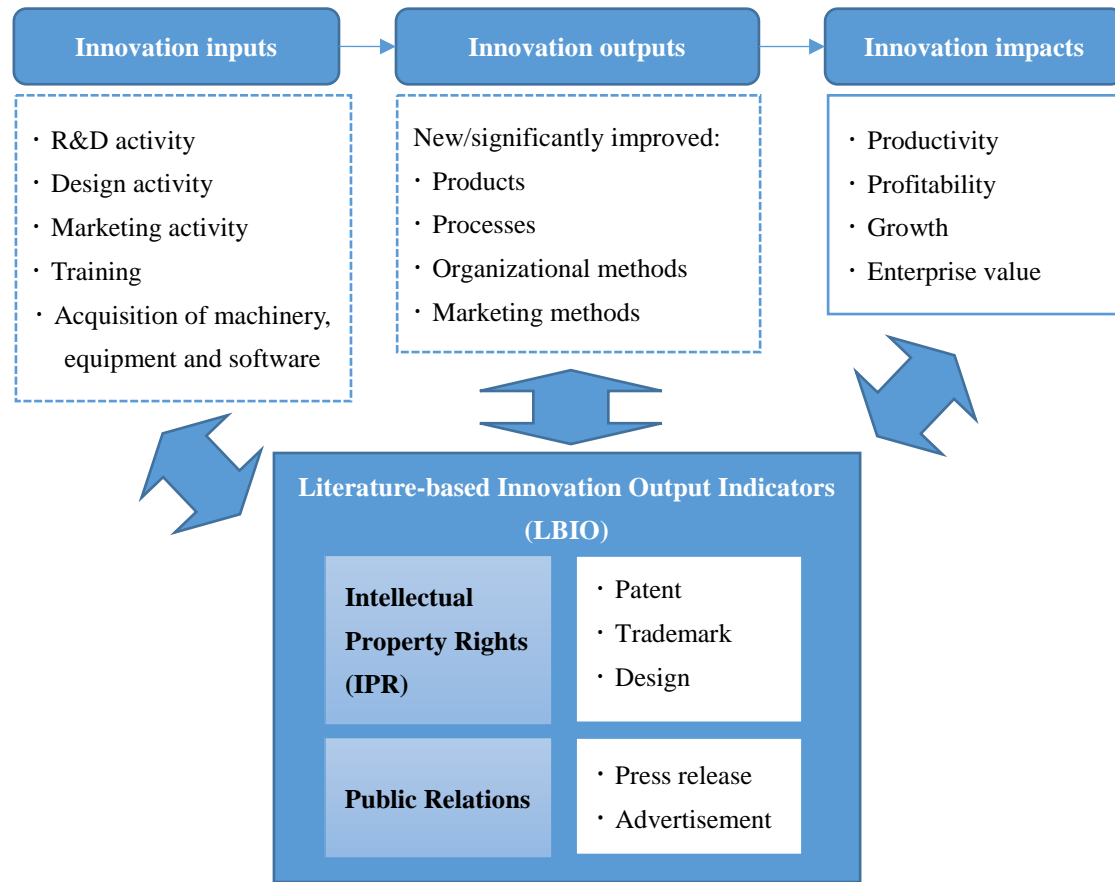 Innovation inputs
Innovation outputs
Innovation impacts
・R&D activity
・Design activity
・Marketing activity
・Training
・Acquisition of machinery,
equipment and software
New/significantly improved:
・Products
・Processes
・Organizational methods
・Marketing methods
・Productivity
・Profitability
・Growth
・Enterprise value
Literature-based Innovation Output Indicators
(LBIO)
Intellectual
Property Rights
(IPR)
・Patent
・Trademark
・Design
Public Relations
・Press release
・Advertisement